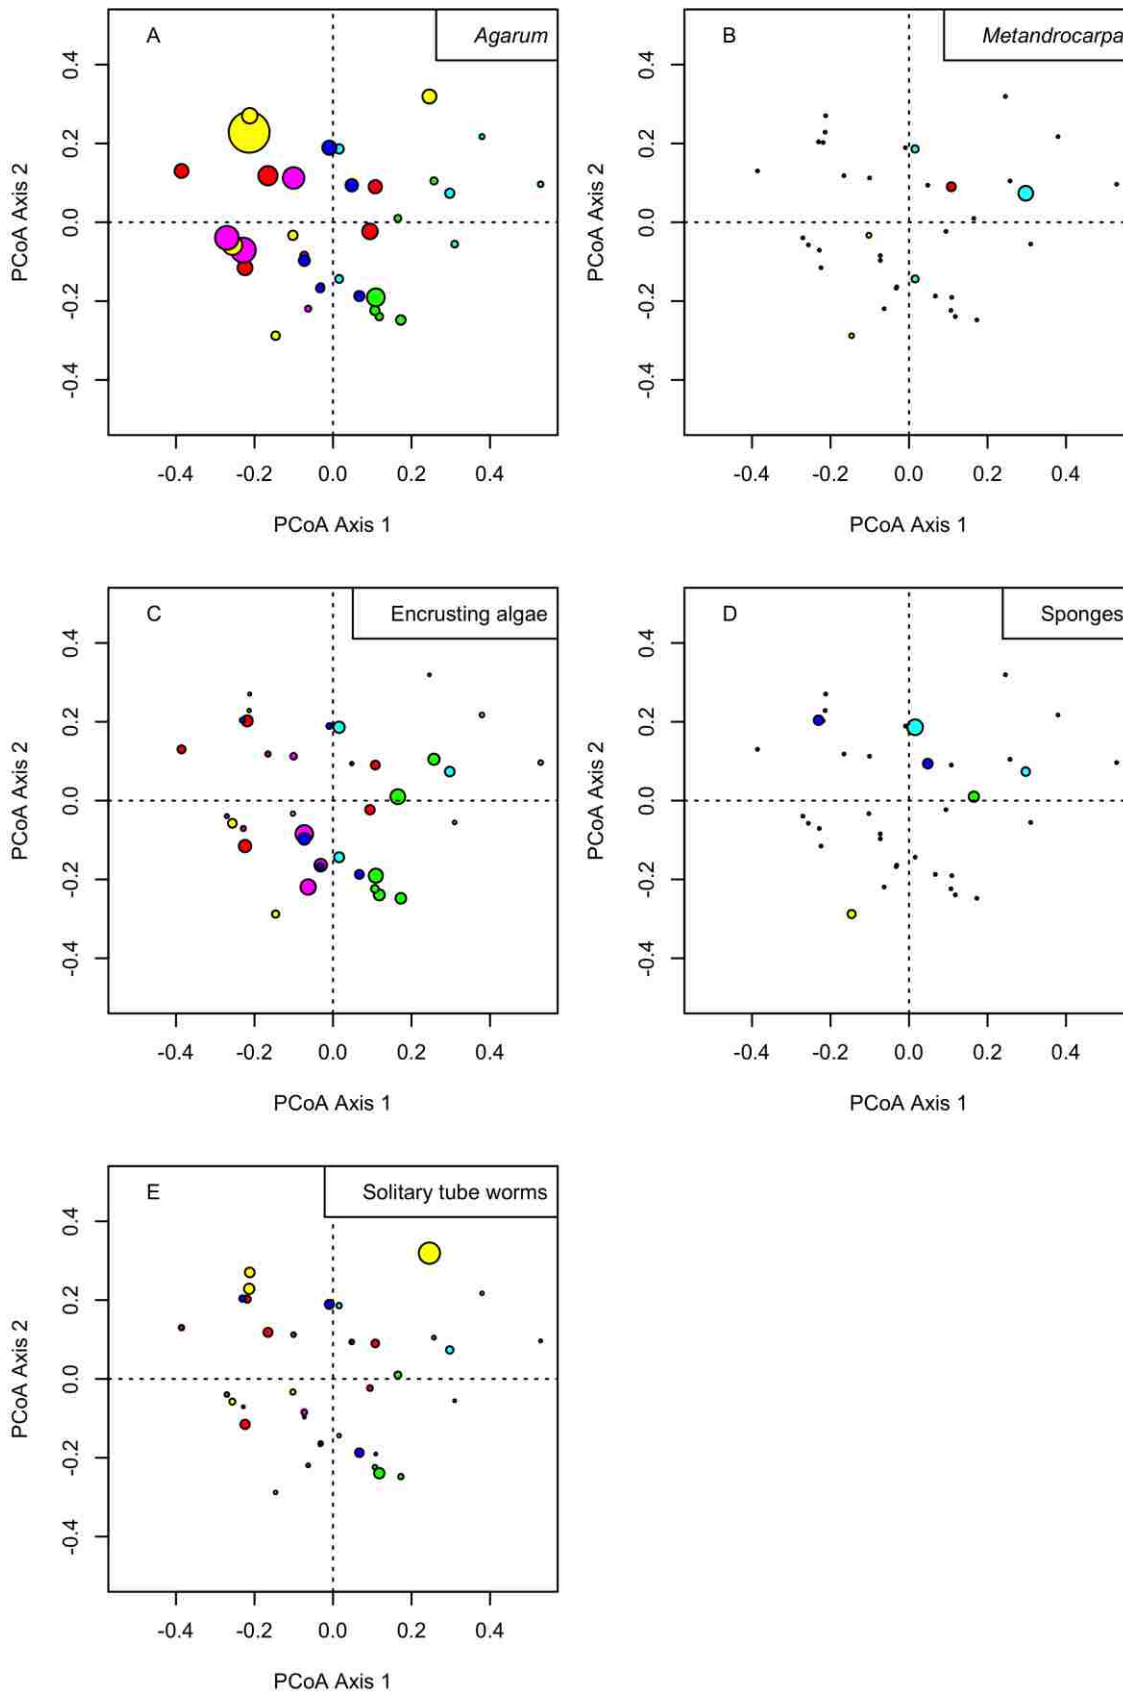 A
Agarum
0.4
0.2
0.0
-0.2
-0.4
PCoA Axis 2
-0.4 -0.2 0.0 0.2 0.4
PCoA Axis 1
B
Metandrocarpa
0.4
0.2
0.0
-0.2
-0.4
PCoA Axis 2
-0.4 -0.2 0.0 0.2 0.4
PCoA Axis 1
C
Encrusting algae
0.4
0.2
0.0
-0.2
-0.4
PCoA Axis 2
-0.4 -0.2 0.0 0.2 0.4
PCoA Axis 1
D
Sponges
0.4
0.2
0.0
-0.2
-0.4
PCoA Axis 2
-0.4 -0.2 0.0 0.2 0.4
PCoA Axis 1
E
Solitary tube worms
0.4
0.2
0.0
-0.2
-0.4
PCoA Axis 2
-0.4 -0.2 0.0 0.2 0.4
PCoA Axis 1